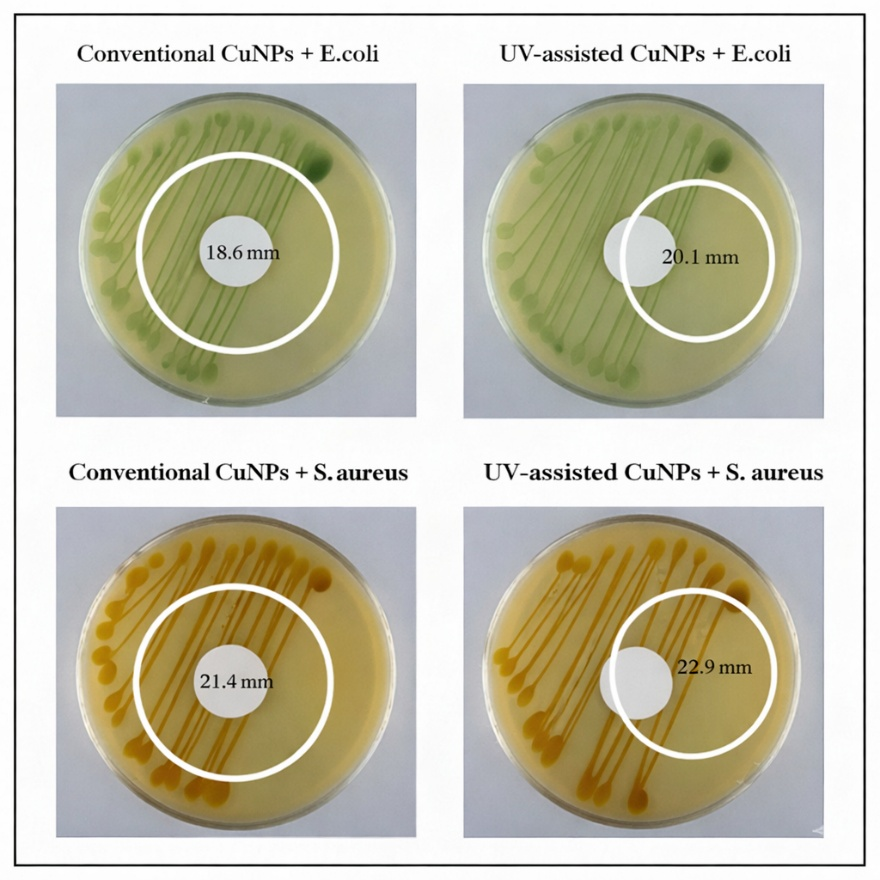 Conventional CuNPs + E.coli
UV-assisted CuNPs + E.coli
18.6 mm
20.1 mm
Conventional CuNPs + S. aureus
UV-assisted CuNPs + S. aureus
21.4 mm
22.9 mm